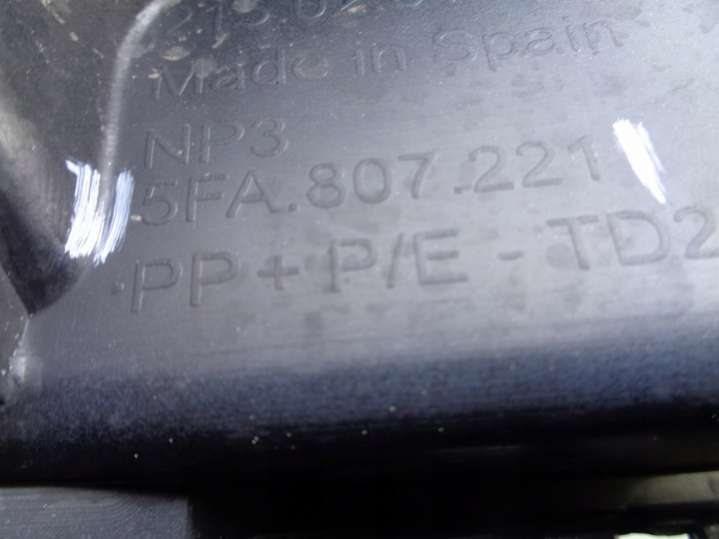 Made in Spain
NP3
5FA.807.221
PP + P/E - TD2